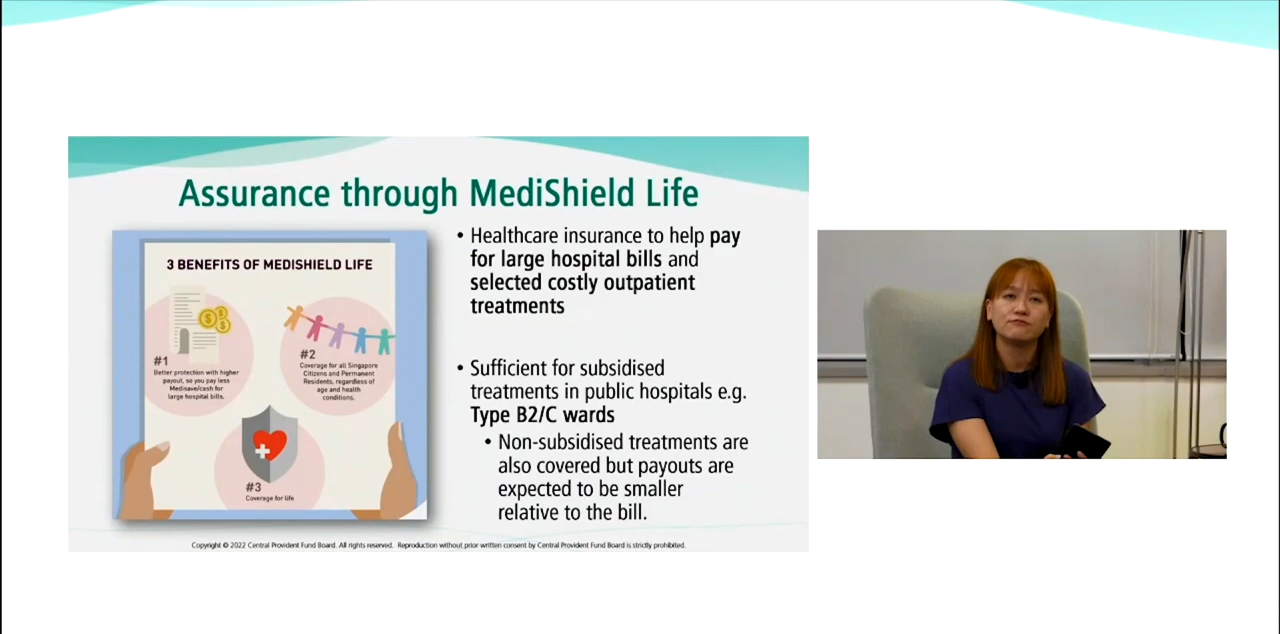 Assurance through MediShield Life
3 BENEFITS OF MEDISHIELD LIFE
#1
Better protection with higher
payout, so you pay less
Medisave/cash for
large hospital bills.
#2
Coverage for all Singapore
Citizens and Permanent
Residents, regardless of
age and health
conditions.
#3
Coverage for life
• Healthcare insurance to help pay
for large hospital bills and
selected costly outpatient
treatments
• Sufficient for subsidised
treatments in public hospitals e.g.
Type B2/C wards
• Non-subsidised treatments are
also covered but payouts are
expected to be smaller
relative to the bill.
Copyright © 2022 Central Provident Fund Board. All rights reserved. Reproduction without prior written consent by Central Provident Fund Board is strictly prohibited.